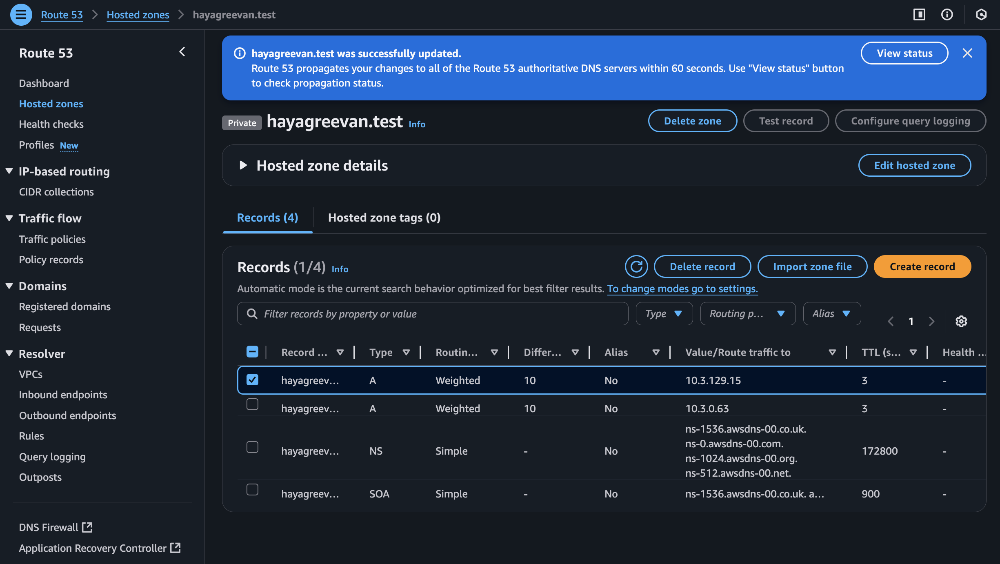 Route 53 > Hosted zones > hayagreevan.test
Route 53
Dashboard
Hosted zones
Health checks
Profiles New
IP-based routing
CIDR collections
Traffic flow
Traffic policies
Policy records
Domains
Registered domains
Requests
Resolver
VPCs
Inbound endpoints
Outbound endpoints
Rules
Query logging
Outposts
DNS Firewall
Application Recovery Controller
hayagreevan.test was successfully updated.
Route 53 propagates your changes to all of the Route 53 authoritative DNS servers within 60 seconds. Use "View status" button
to check propagation status.
View status
Private hayagreevan.test Info
Delete zone Test record Configure query logging
Hosted zone details
Edit hosted zone
Records (4) Hosted zone tags (0)
Records (1/4) Info
Delete record Import zone file Create record
Automatic mode is the current search behavior optimized for best filter results. To change modes go to settings.
Filter records by property or value Type Routing p... Alias 1
Record ... Type Routin... Differ... Alias Value/Route traffic to TTL (s... Health ...
hayagreev... A Weighted 10 No 10.3.129.15 3 -
hayagreev... A Weighted 10 No 10.3.0.63 3 -
hayagreev... NS Simple - No ns-1536.awsdns-00.co.uk. 172800 -
ns-0.awsdns-00.com.
ns-1024.awsdns-00.org.
ns-512.awsdns-00.net.
hayagreev... SOA Simple - No ns-1536.awsdns-00.co.uk. a... 900 -